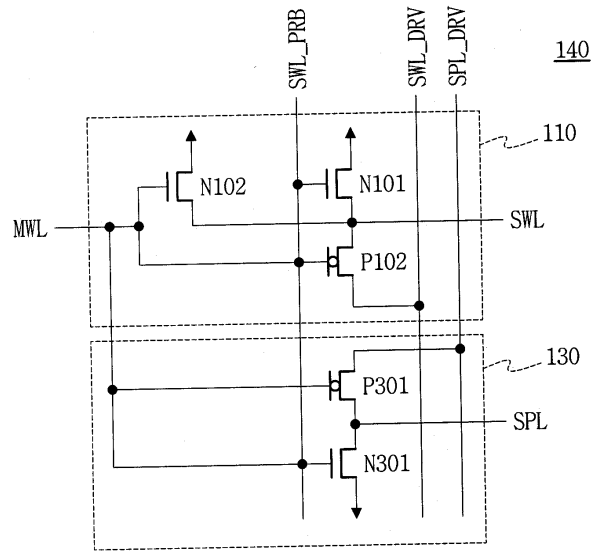 SWL_PRB
SWL_DRV
SPL_DRV
140
110
N102
N101
MWL
SWL
P102
130
P301
SPL
N301